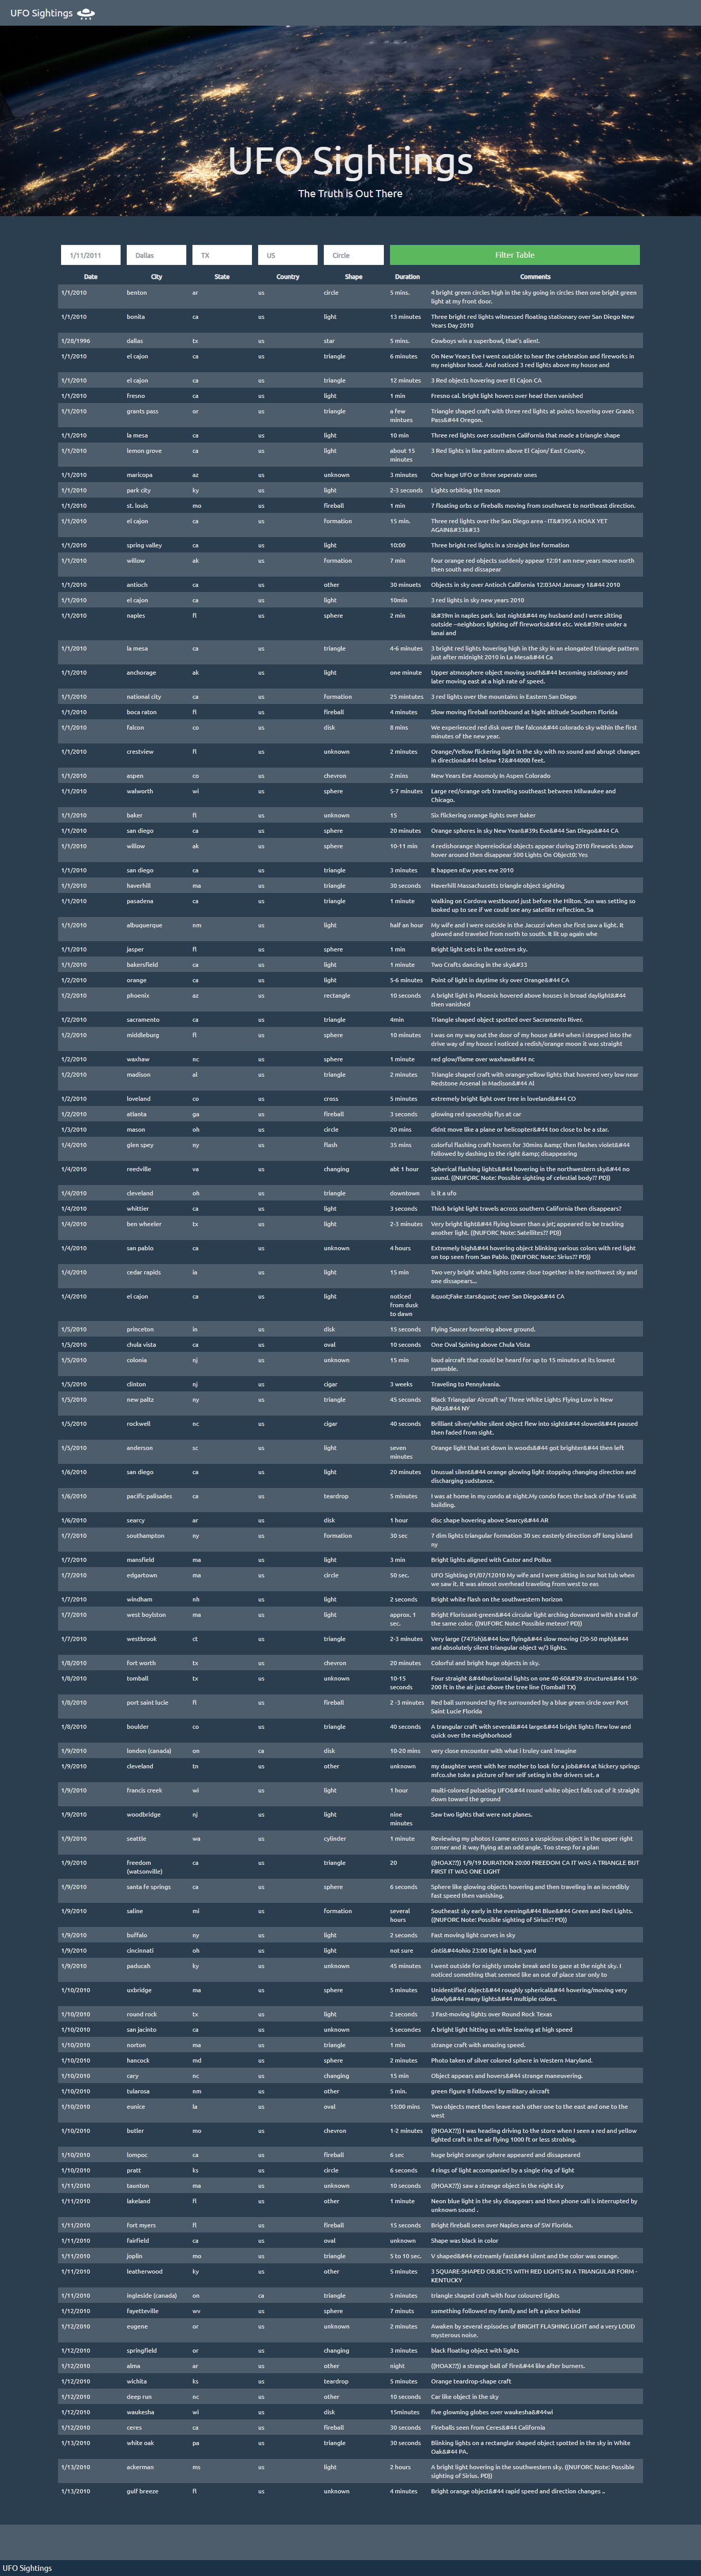 UFO Sightings
UFO Sightings
The Truth is Out There
1/11/2011 Dallas TX US Circle Filter Table
Date City State Country Shape Duration Comments
1/1/2010 benton ar us circle 5 mins. 4 bright green circles high in the sky going in circles then one bright green
light at my front door.
1/1/2010 bonita ca us light 13 minutes Three bright red lights witnessed floating stationary over San Diego New
Years Day 2010
1/28/1996 dallas tx us star 5 mins. Cowboys win a superbowl, that's alien!.
1/1/2010 el cajon ca us triangle 6 minutes On New Years Eve I went outside to hear the celebration and fireworks in
my neighbor hood. And noticed 3 red lights above my house and
1/1/2010 el cajon ca us triangle 12 minutes 3 Red objects hovering over El Cajon CA
1/1/2010 fresno ca us light 1 min Fresno cal. bright light hovers over head then vanished
1/1/2010 grants pass or us triangle a few Triangle shaped craft with three red lights at points hovering over Grants
mintues Pass&#44 Oregon.
1/1/2010 la mesa ca us light 10 min Three red lights over southern California that made a triangle shape
1/1/2010 lemon grove ca us light about 15 3 Red lights in line pattern above El Cajon/ East County.
minutes
1/1/2010 maricopa az us unknown 3 minutes One huge UFO or three seperate ones
1/1/2010 park city ky us light 2-3 seconds Lights orbiting the moon
1/1/2010 st. louis mo us fireball 1 min 7 floating orbs or fireballs moving from southwest to northeast direction.
1/1/2010 el cajon ca us formation 15 min. Three red lights over the San Diego area - IT&#39S A HOAX YET
AGAIN&#33&#33
1/1/2010 spring valley ca us light 10:00 Three bright red lights in a straight line formation
1/1/2010 willow ak us formation 7 min four orange red objects suddenly appear 12:01 am new years move north
then south and dissapear
1/1/2010 antioch ca us other 30 minuets Objects in sky over Antioch California 12:03AM January 1&#44 2010
1/1/2010 el cajon ca us light 10min 3 red lights in sky new years 2010
1/1/2010 naples fl us sphere 2 min i&#39m in naples park, last night&#44 my husband and I were sitting
outside --neighbors lighting off fireworks&#44 etc. We&#39re under a
lanai and
1/1/2010 la mesa ca us triangle 4-6 minutes 3 bright red lights hovering high in the sky in an elongated triangle pattern
just after midnight 2010 in La Mesa&#44 Ca
1/1/2010 anchorage ak us light one minute Upper atmosphere object moving south&#44 becoming stationary and
later moving east at a high rate of speed.
1/1/2010 national city ca us formation 25 minutes 3 red lights over the mountains in Eastern San Diego
1/1/2010 boca raton fl us fireball 4 minutes Slow moving fireball northbound at hight altitude Southern Florida
1/1/2010 falcon co us disk 8 mins We experienced red disk over the falcon&#44 colorado sky within the first
minutes of the new year.
1/1/2010 crestview fl us unknown 2 minutes Orange/Yellow flickering light in the sky with no sound and abrupt changes
in direction&#44 below 12&#44000 feet.
1/1/2010 aspen co us chevron 2 mins New Years Eve Anomoly In Aspen Colorado
1/1/2010 walworth wi us sphere 5-7 minutes Large red/orange orb traveling southeast between Milwaukee and
Chicago.
1/1/2010 baker fl us unknown 15 Six flickering orange lights over baker
1/1/2010 san diego ca us sphere 20 minutes Orange spheres in sky New Year&#39s Eve&#44 San Diego&#44 CA
1/1/2010 willow ak us sphere 10-11 min 4 redishorange shpereiodical objects appear during 2010 fireworks show
hover around then disappear 500 Lights On Object0: Yes
1/1/2010 san diego ca us triangle 3 minutes It happen nEw years eve 2010
1/1/2010 haverhill ma us triangle 30 seconds Haverhill Massachusetts triangle object sighting
1/1/2010 pasadena ca us triangle 1 minute Walking on Cordova westbound just before the Hilton. Sun was setting so
looked up to see if we could see any satellite reflection. Sa
1/1/2010 albuquerque nm us light half an hour My wife and I were outside in the Jacuzzi when she first saw a light. It
glowed and traveled from north to south. It lit up again whe
1/1/2010 jasper fl us sphere 1 min Bright light sets in the eastren sky.
1/1/2010 bakersfield ca us light 1 minute Two Crafts dancing in the sky&#33
1/2/2010 orange ca us light 5-6 minutes Point of light in daytime sky over Orange&#44 CA
1/2/2010 phoenix az us rectangle 10 seconds A bright light in Phoenix hovered above houses in broad daylight&#44
then vanished
1/2/2010 sacramento ca us triangle 4min Triangle shaped object spotted over Sacramento River.
1/2/2010 middleburg fl us sphere 10 minutes I was on my way out the door of my house &#44 when i stepped into the
drive way of my house i noticed a redish/orange moon it was straight
1/2/2010 waxhaw nc us sphere 1 minute red glow/flame over waxhaw&#44 nc
1/2/2010 madison al us triangle 2 minutes Triangle shaped craft with orange-yellow lights that hovered very low near
Redstone Arsenal in Madison&#44 Al
1/2/2010 loveland co us cross 5 minutes extremely bright light over tree in loveland&#44 CO
1/2/2010 atlanta ga us fireball 3 seconds glowing red spaceship flys at car
1/3/2010 mason oh us circle 20 mins didnt move like a plane or helicopter&#44 too close to be a star.
1/4/2010 glen spey ny us flash 35 mins colorful flashing craft hovers for 30mins &amp; then flashes violet&#44
followed by dashing to the right &amp; disappearing
1/4/2010 reedville va us changing abt 1 hour Spherical flashing lights&#44 hovering in the northwestern sky&#44 no
sound. ((NUFORC Note: Possible sighting of celestial body?? PD))
1/4/2010 cleveland oh us triangle downtown is it a ufo
1/4/2010 whittier ca us light 3 seconds Thick bright light travels across southern California then disappears?
1/4/2010 ben wheeler tx us light 2-3 minutes Very bright light&#44 flying lower than a jet; appeared to be tracking
another light. ((NUFORC Note: Satellites?? PD))
1/4/2010 san pablo ca us unknown 4 hours Extremely high&#44 hovering object blinking various colors with red light
on top seen from San Pablo. ((NUFORC Note: Sirius?? PD))
1/4/2010 cedar rapids ia us light 15 min Two very bright white lights come close together in the northwest sky and
one dissapears...
1/4/2010 el cajon ca us light noticed &quot;Fake stars&quot; over San Diego&#44 CA
from dusk
to dawn
1/5/2010 princeton in us disk 15 seconds Flying Saucer hovering above ground.
1/5/2010 chula vista ca us oval 10 seconds One Oval Spining above Chula Vista
1/5/2010 colonia nj us unknown 15 min loud aircraft that could be heard for up to 15 minutes at its lowest
rummble.
1/5/2010 clinton nj us cigar 3 weeks Traveling to Pennylvania.
1/5/2010 new paltz ny us triangle 45 seconds Black Triangular Aircraft w/ Three White Lights Flying Low in New
Paltz&#44 NY
1/5/2010 rockwell nc us cigar 40 seconds Brilliant silver/white silent object flew into sight&#44 slowed&#44 paused
then faded from sight.
1/5/2010 anderson sc us light seven Orange light that set down in woods&#44 got brighter&#44 then left
minutes
1/6/2010 san diego ca us light 20 minutes Unusual silent&#44 orange glowing light stopping changing direction and
discharging sudstance.
1/6/2010 pacific palisades ca us teardrop 5 minutes I was at home in my condo at night.My condo faces the back of the 16 unit
building.
1/6/2010 searcy ar us disk 1 hour disc shape hovering above Searcy&#44 AR
1/7/2010 southampton ny us formation 30 sec 7 dim lights triangular formation 30 sec easterly direction off long island
ny
1/7/2010 mansfield ma us light 3 min Bright lights aligned with Castor and Pollux
1/7/2010 edgartown ma us circle 50 sec. UFO Sighting 01/07/12010 My wife and I were sitting in our hot tub when
we saw it. It was almost overhead traveling from west to eas
1/7/2010 windham nh us light 2 seconds Bright white flash on the southwestern horizon
1/7/2010 west boylston ma us light approx. 1 Bright Florissant-green&#44 circular light arching downward with a trail of
sec. the same color. ((NUFORC Note: Possible meteor? PD))
1/7/2010 westbrook ct us triangle 2-3 minutes Very large (747ish)&#44 low flying&#44 slow moving (30-50 mph)&#44
and absolutely silent triangular object w/3 lights.
1/8/2010 fort worth tx us chevron 20 minutes Colorful and bright huge objects in sky.
1/8/2010 tomball tx us unknown 10-15 Four straight &#44horizontal lights on one 40-60&#39 structure&#44 150-
seconds 200 ft in the air just above the tree line (Tomball TX)
1/8/2010 port saint lucie fl us fireball 2 -3 minutes Red ball surrounded by fire surrounded by a blue green circle over Port
Saint Lucie Florida
1/8/2010 boulder co us triangle 40 seconds A trangular craft with several&#44 large&#44 bright lights flew low and
quick over the neighborhood
1/9/2010 london (canada) on ca disk 10-20 mins very close encounter with what i truley cant imagine
1/9/2010 cleveland tn us other unknown my daughter went with her mother to look for a job&#44 at hickery springs
mfco.she toke a picture of her self seting in the drivers set. a
1/9/2010 francis creek wi us light 1 hour multi-colored pulsating UFO&#44 round white object falls out of it straight
down toward the ground
1/9/2010 woodbridge nj us light nine Saw two lights that were not planes.
minutes
1/9/2010 seattle wa us cylinder 1 minute Reviewing my photos I came across a suspicious object in the upper right
corner and it way flying at an odd angle. Too steep for a plan
1/9/2010 freedom ca us triangle 20 ((HOAX??)) 1/9/19 DURATION 20:00 FREEDOM CA IT WAS A TRIANGLE BUT
(watsonville) FIRST IT WAS ONE LIGHT
1/9/2010 santa fe springs ca us sphere 6 seconds Sphere like glowing objects hovering and then traveling in an incredibly
fast speed then vanishing.
1/9/2010 saline mi us formation several Southeast sky early in the evening&#44 Blue&#44 Green and Red Lights.
hours ((NUFORC Note: Possible sighting of Sirius?? PD))
1/9/2010 buffalo ny us light 2 seconds Fast moving light curves in sky
1/9/2010 cincinnati oh us light not sure cinti&#44ohio 23:00 light in back yard
1/9/2010 paducah ky us unknown 45 minutes I went outside for nightly smoke break and to gaze at the night sky. I
noticed something that seemed like an out of place star only to
1/10/2010 uxbridge ma us sphere 5 minutes Unidentified object&#44 roughly spherical&#44 hovering/moving very
slowly&#44 many lights&#44 multiple colors.
1/10/2010 round rock tx us light 2 seconds 3 Fast-moving lights over Round Rock Texas
1/10/2010 san jacinto ca us unknown 5 secondes A bright light hitting us while leaving at high speed
1/10/2010 norton ma us triangle 1 min strange craft with amazing speed.
1/10/2010 hancock md us sphere 2 minutes Photo taken of silver colored sphere in Western Maryland.
1/10/2010 cary nc us changing 15 min Object appears and hovers&#44 strange maneuvering.
1/10/2010 tularosa nm us other 5 min. green figure 8 followed by military aircraft
1/10/2010 eunice la us oval 15:00 mins Two objects meet then leave each other one to the east and one to the
west
1/10/2010 butler mo us chevron 1-2 minutes ((HOAX??)) I was heading driving to the store when I seen a red and yellow
lighted craft in the air flying 1000 ft or less strobing.
1/10/2010 lompoc ca us fireball 6 sec huge bright orange sphere appeared and dissapeared
1/10/2010 pratt ks us circle 6 seconds 4 rings of light accompanied by a single ring of light
1/11/2010 taunton ma us unknown 10 seconds ((HOAX??)) saw a strange object in the night sky
1/11/2010 lakeland fl us other 1 minute Neon blue light in the sky disappears and then phone call is interrupted by
unknown sound .
1/11/2010 fort myers fl us fireball 15 seconds Bright fireball seen over Naples area of SW Florida.
1/11/2010 fairfield ca us oval unknown Shape was black in color
1/11/2010 joplin mo us triangle 5 to 10 sec. V shaped&#44 extreamly fast&#44 silent and the color was orange.
1/11/2010 leatherwood ky us other 5 minutes 3 SQUARE-SHAPED OBJECTS WITH RED LIGHTS IN A TRIANGULAR FORM -
KENTUCKY
1/11/2010 ingleside (canada) on ca triangle 5 minutes triangle shaped craft with four coloured lights
1/12/2010 fayetteville wv us sphere 7 minuts something followed my family and left a piece behind
1/12/2010 eugene or us unknown 2 minutes Awaken by several episodes of BRIGHT FLASHING LIGHT and a very LOUD
mysterous noise.
1/12/2010 springfield or us changing 3 minutes black floating object with lights
1/12/2010 alma ar us other night ((HOAX??)) a strange ball of fire&#44 like after burners.
1/12/2010 wichita ks us teardrop 5 minutes Orange teardrop-shape craft
1/12/2010 deep run nc us other 10 seconds Car like object in the sky
1/12/2010 waukesha wi us disk 15minutes five glowning globes over waukesha&#44wi
1/12/2010 ceres ca us fireball 30 seconds Fireballs seen from Ceres&#44 California
1/13/2010 white oak pa us triangle 30 seconds Blinking lights on a rectanglar shaped object spotted in the sky in White
Oak&#44 PA.
1/13/2010 ackerman ms us light 2 hours A bright light hovering in the southwestern sky. ((NUFORC Note: Possible
sighting of Sirius. PD))
1/13/2010 gulf breeze fl us unknown 4 minutes Bright orange object&#44 rapid speed and direction changes ..
UFO Sightings